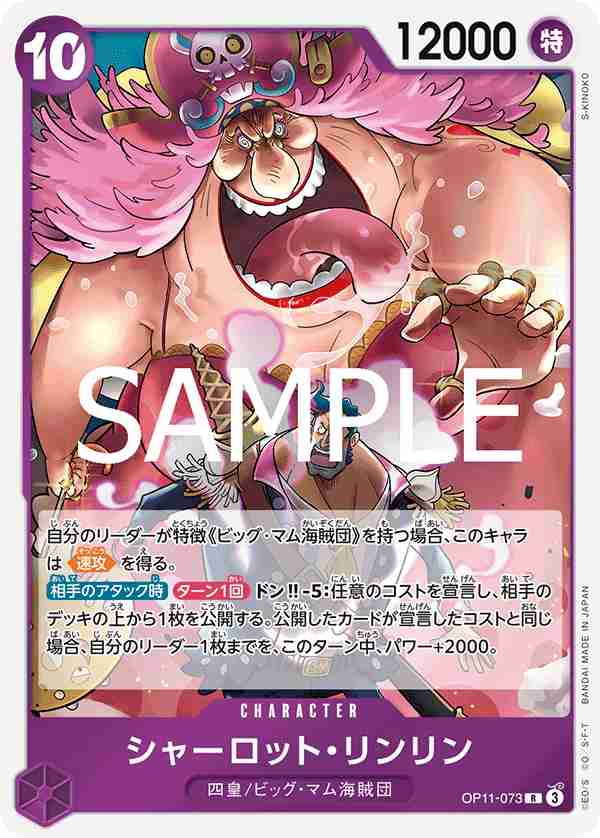 10
12000
特
S-KINOKO
SAMPLE
自分のリーダーが特徴《ビッグ・マム海賊団》を持つ場合、このキャラ
は 速攻 を得る。
相手のアタック時 ターン1回 ドン!!-5:任意のコストを宣言し、相手の
デッキの上から1枚を公開する。公開したカードが宣言したコストと同じ
場合、自分のリーダー1枚までを、このターン中、パワー+2000。
CHARACTER
シャーロット・リンリン
四皇/ビッグ・マム海賊団
OP11-073 R 3
©E.O/S ©O/S・F・T BANDAI MADE IN JAPAN